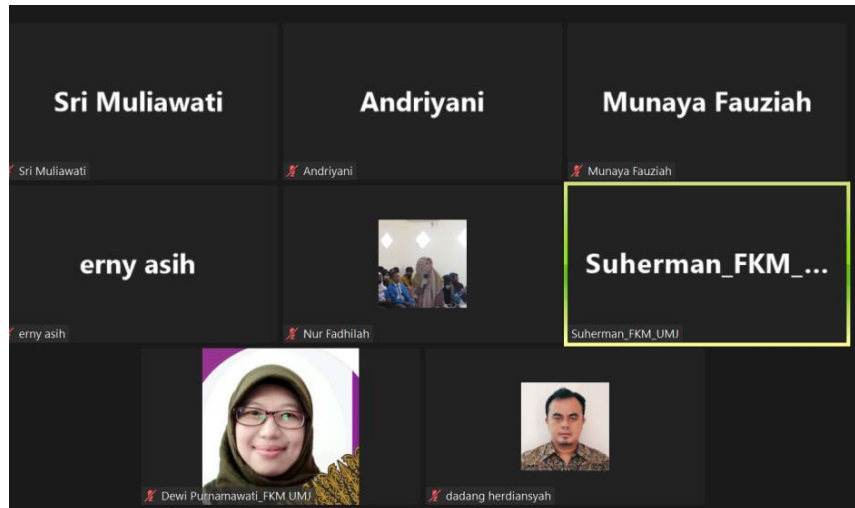 Sri Muliawati
Andriyani
Munaya Fauziah
Sri Muliawati
Andriyani
Munaya Fauziah
erny asih
Suherman_FKM_...
erny asih
Nur Fadhilah
Suherman_FKM_UMJ
Dewi Purnamawati_FKM UMJ
dadang herdiansyah